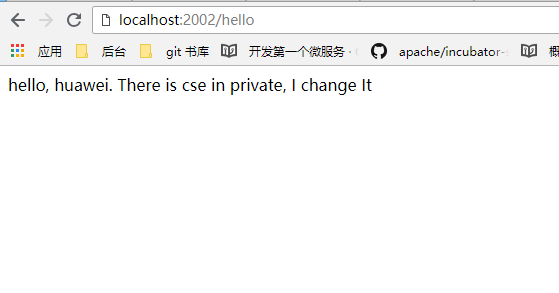 localhost:2002/hello
应用 后台 git 书库 开发第一个微服务 · apache/incubator-
hello, huawei. There is cse in private, I change It